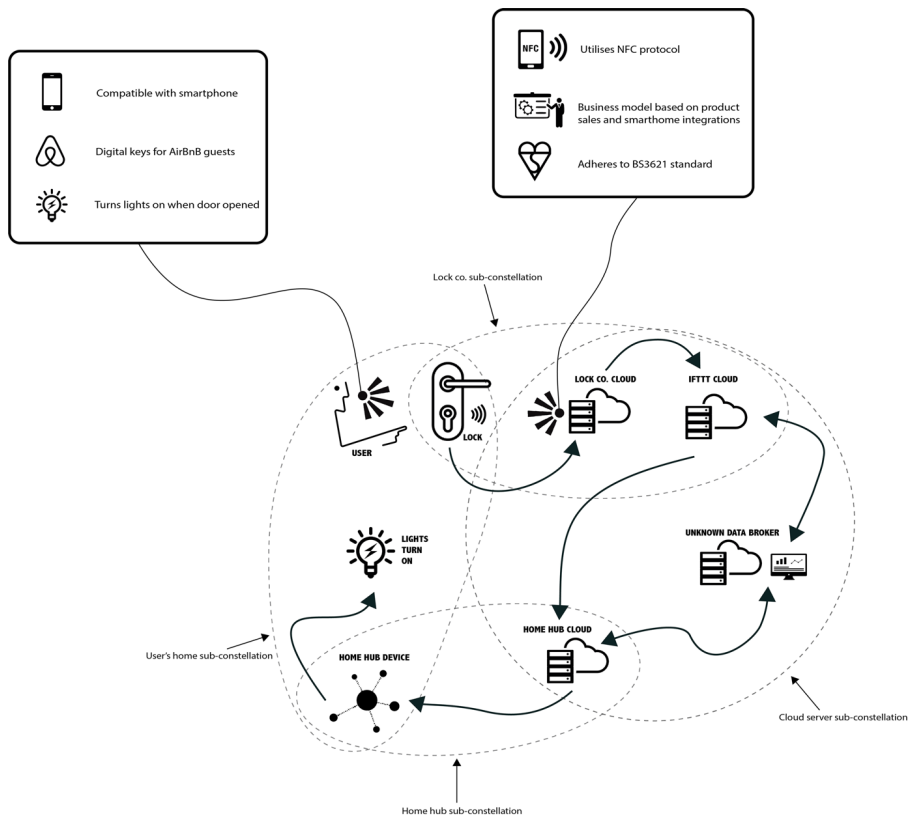 NFC
Utilises NFC protocol
Business model based on product
sales and smarthome integrations
Adheres to BS3621 standard
Compatible with smartphone
Digital keys for AirBnB guests
Turns lights on when door opened
Lock co. sub-constellation
LOCK CO. CLOUD
IFTTT CLOUD
LOCK
USER
LIGHTS
TURN
ON
UNKNOWN DATA BROKER
HOME HUB CLOUD
User's home sub-constellation
HOME HUB DEVICE
Cloud server sub-constellation
Home hub sub-constellation